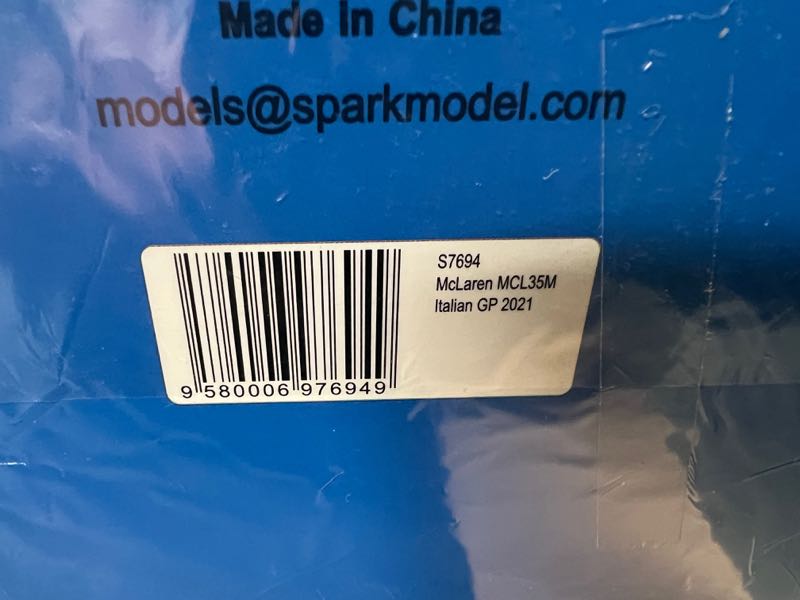 Made in China
models@sparkmodel.com
S7694
McLaren MCL35M
Italian GP 2021
9 580006 976949